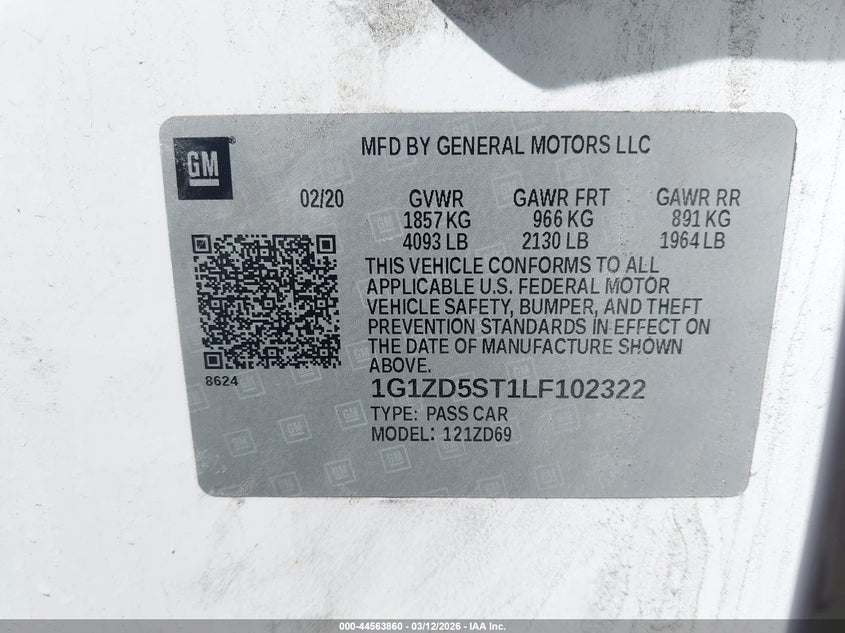 GM
MFD BY GENERAL MOTORS LLC
02/20
GVWR GAWR FRT GAWR RR
1857 KG 966 KG 891 KG
4093 LB 2130 LB 1964 LB
THIS VEHICLE CONFORMS TO ALL
APPLICABLE U.S. FEDERAL MOTOR
VEHICLE SAFETY, BUMPER, AND THEFT
PREVENTION STANDARDS IN EFFECT ON
THE DATE OF MANUFACTURE SHOWN
ABOVE.
8624
1G1ZD5ST1LF102322
TYPE: PASS CAR
MODEL: 121ZD69
000-44563860 - 03/12/2026 - IAA Inc.